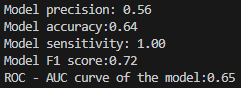 Model precision: 0.56
Model accuracy:0.64
Model sensitivity: 1.00
Model F1 score:0.72
ROC - AUC curve of the model:0.65